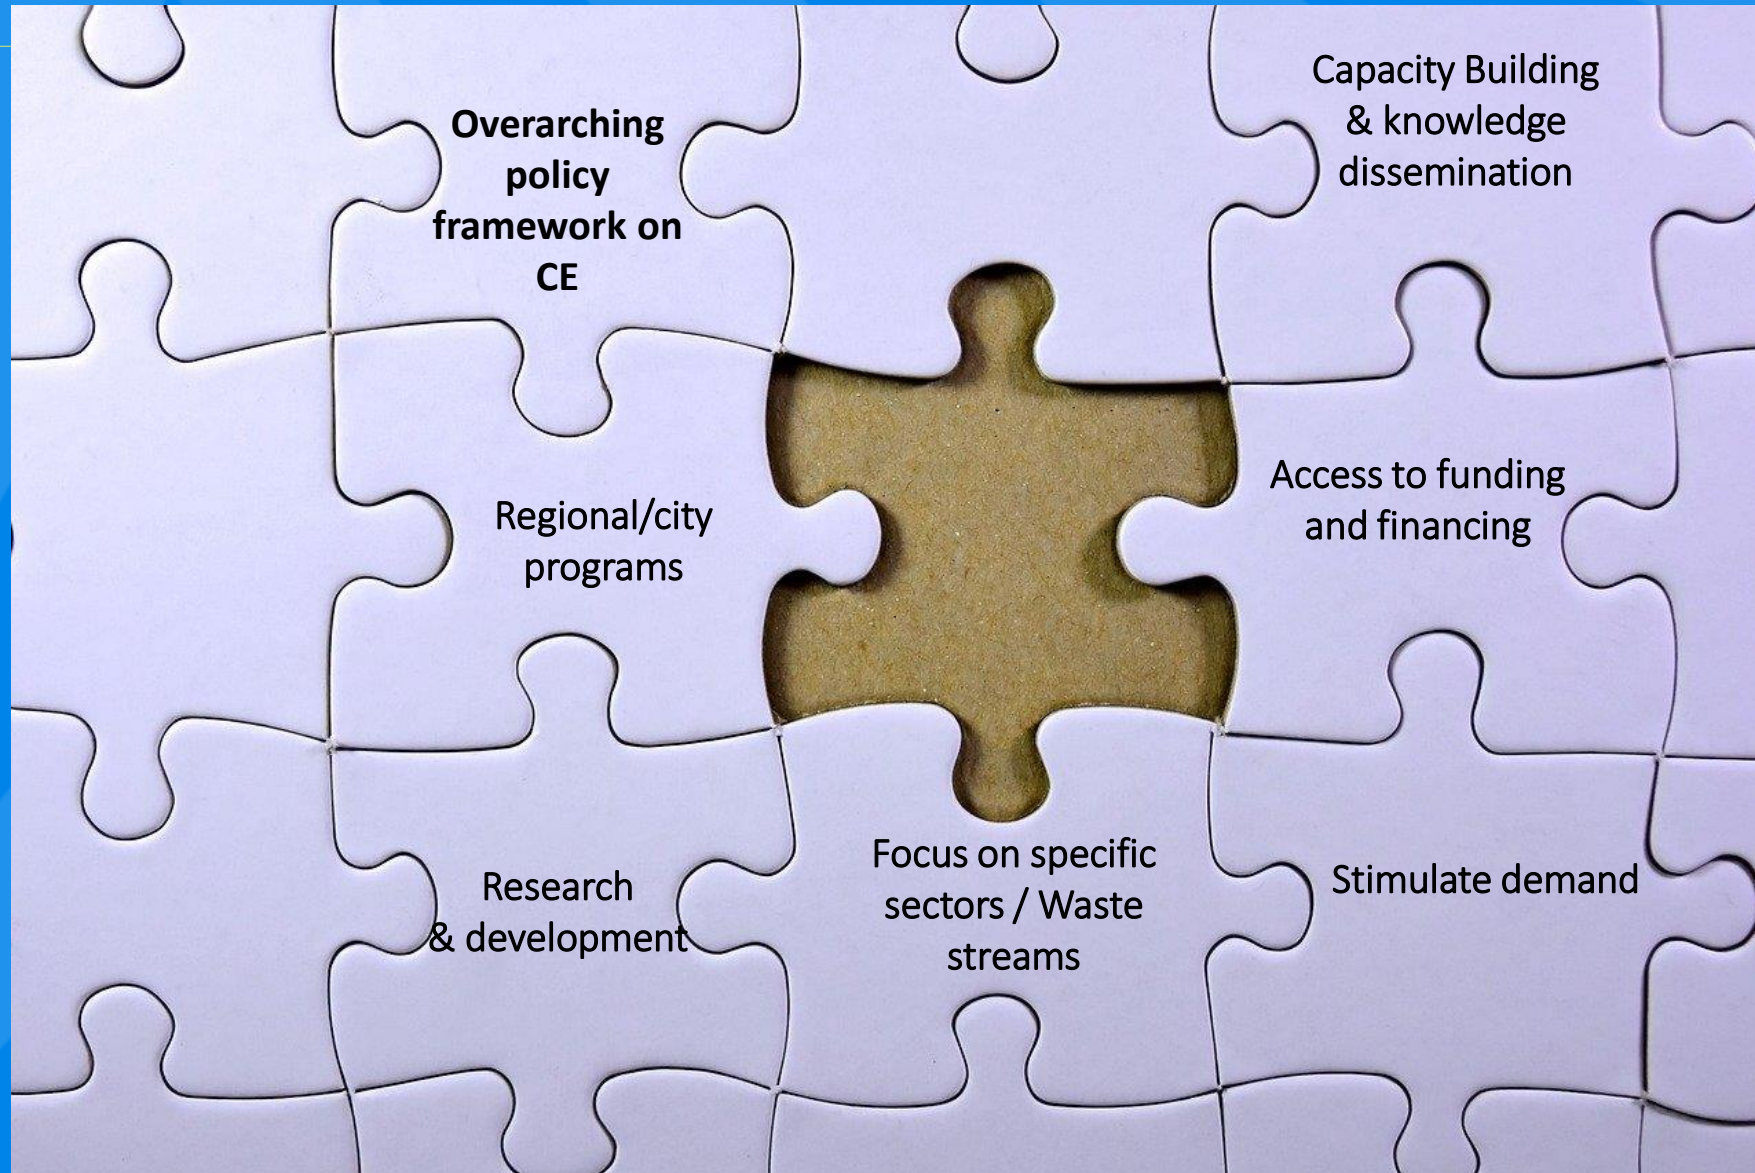 Overarching
policy
framework on
CE
Capacity Building
& knowledge
dissemination
Regional/city
programs
Access to funding
and financing
Research
& development
Focus on specific
sectors / Waste
streams
Stimulate demand